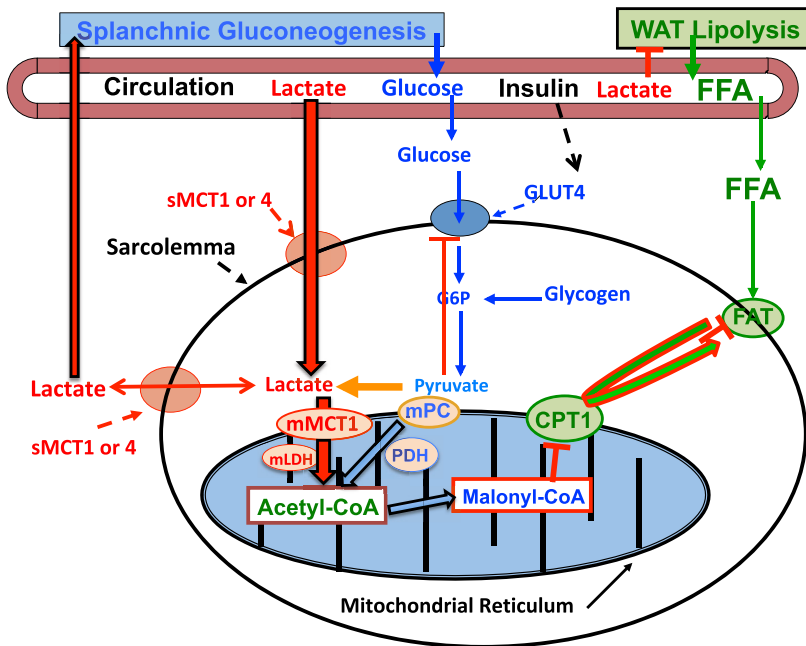 Splanchnic Gluconeogenesis
WAT Lipolysis
Circulation
Lactate
Glucose
Insulin
Lactate
FFA
Glucose
FFA
sMCT1 or 4
GLUT4
Sarcolemma
G6P
Glycogen
FAT
Lactate
Lactate
Pyruvate
mMCT1
mPC
CPT1
sMCT1 or 4
mLDH
PDH
Acetyl-CoA
Malonyl-CoA
Mitochondrial Reticulum